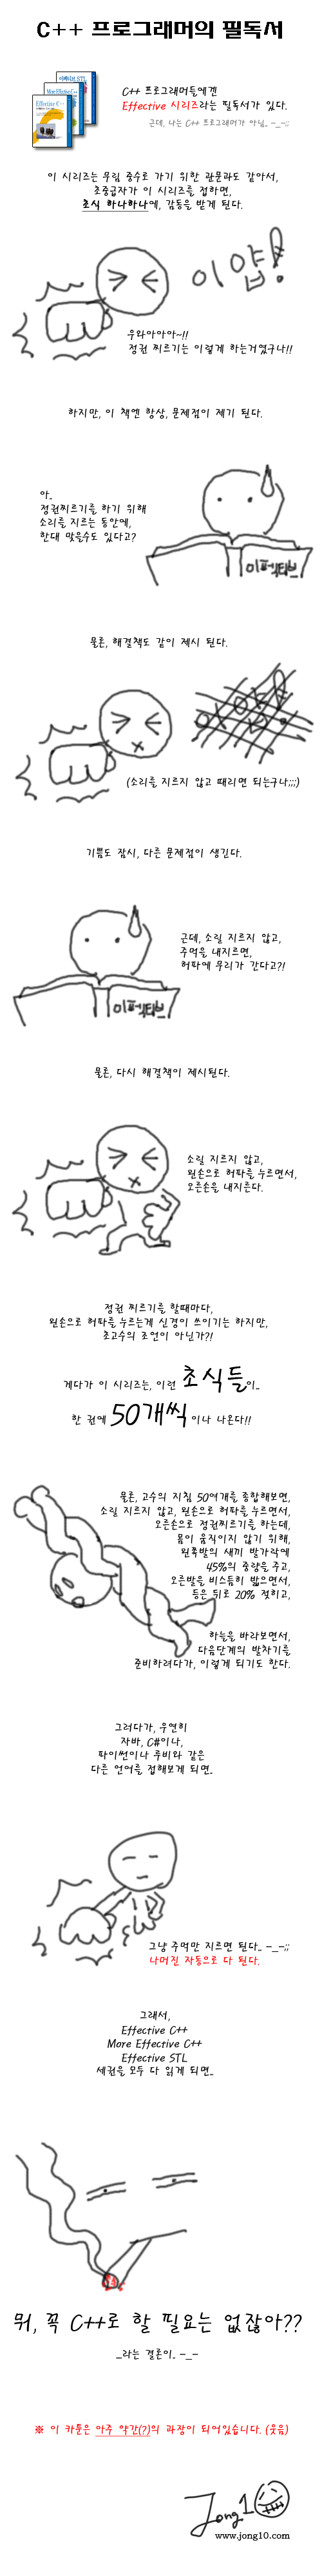 C++ 프로그래머의 필독서
이펙티브 STL
More Effective C++
Effective C++
C++ 프로그래머들에겐
Effective 시리즈라는 필독서가 있다.
근데, 나는 C++ 프로그래머가 아님.. -_-;;
이 시리즈는 무림 중수로 가기 위한 관문과도 같아서,
초중급자가 이 시리즈를 접하면,
초식 하나하나에, 감동을 받게 된다.
이얍!
우와아아아~!!
정권 찌르기는 이렇게 하는거였구나!!
하지만, 이 책엔 항상, 문제점이 제기 된다.
아..
정권찌르기를 하기 위해
소리를 지르는 동안에,
한대 맞을수도 있다고?
이펙티브
물론, 해결책도 같이 제시 된다.
(소리를 지르지 않고 때리면 되는구나;;;)
기쁨도 잠시, 다른 문제점이 생긴다.
근데, 소릴 지르지 않고,
주먹을 내지르면,
허파에 무리가 간다고?!
이펙티브
물론, 다시 해결책이 제시된다.
소릴 지르지 않고,
왼손으로 허파를 누르면서,
오른손을 내지른다.
정권 찌르기를 할때마다,
왼손으로 허파를 누르는게 신경이 쓰이기는 하지만,
초고수의 조언이 아닌가?!
게다가 이 시리즈는, 이런 초식들이..
한 권에 50개씩이나 나온다!!
물론, 고수의 지침 50여개를 종합해보면,
소릴 지르지 않고, 왼손으로 허파를 누르면서,
오른손으로 정권찌르기를 하는데,
몸이 움직이지 않기 위해,
왼쪽발의 새끼 발가락에
45%의 중량을 주고,
오른발을 비스듬히 밟으면서,
등은 뒤로 20% 젖히고,
하늘을 바라보면서,
다음단계의 발차기를
준비하려다가, 이렇게 되기도 한다.
그러다가, 우연히
자바, C#이나,
파이썬이나 루비와 같은
다른 언어를 접해보게 되면..
그냥 주먹만 지르면 된다.. -_-;;
나머진 자동으로 다 된다.
그래서,
Effective C++
More Effective C++
Effective STL
세권을 모두 다 읽게 되면..
뭐, 꼭 C++로 할 필요는 없잖아??
..라는 결론이.. -_-
※ 이 카툰은 아주 약간(?)의 과장이 되어있습니다. (웃음)
Jong10
www.jong10.com